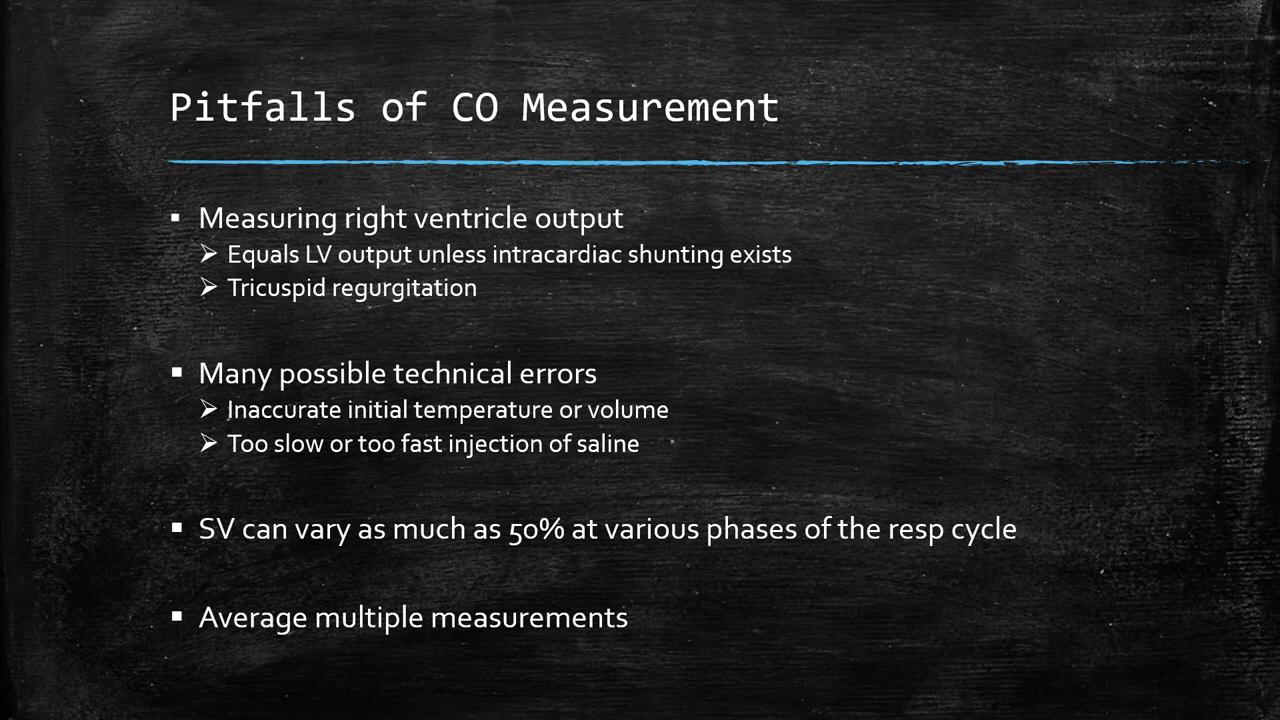 Pitfalls of CO Measurement
▪ Measuring right ventricle output
➢ Equals LV output unless intracardiac shunting exists
➢ Tricuspid regurgitation
▪ Many possible technical errors
➢ Inaccurate initial temperature or volume
➢ Too slow or too fast injection of saline
▪ SV can vary as much as 50% at various phases of the resp cycle
▪ Average multiple measurements